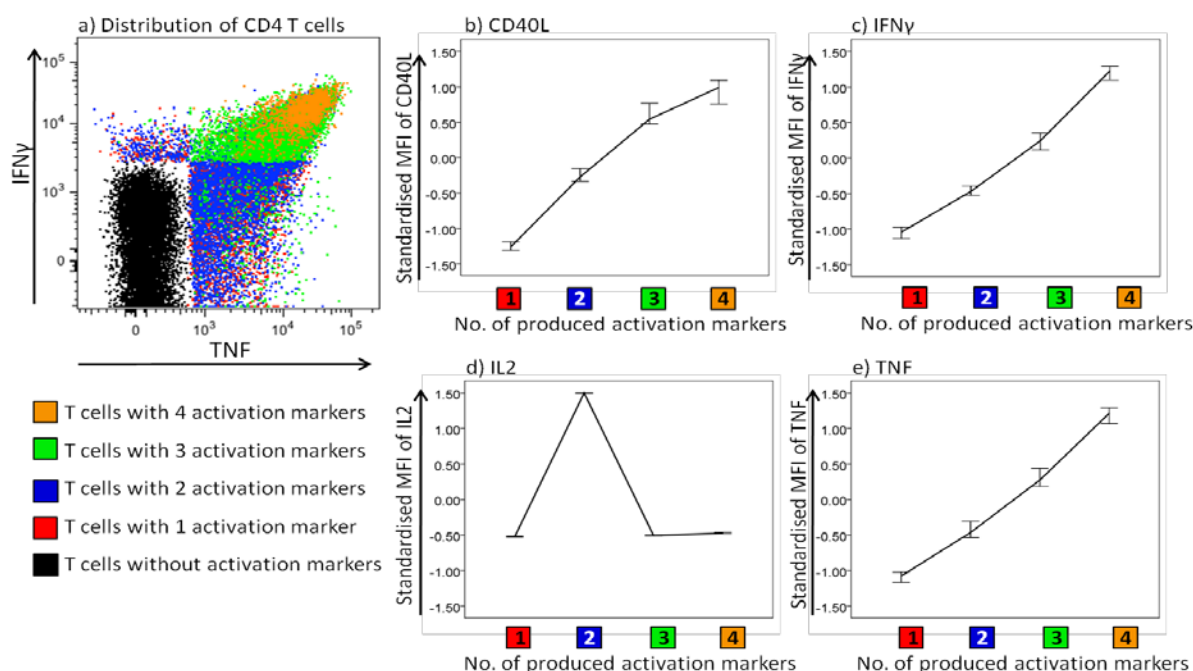 a) Distribution of CD4 T cells
IFNγ
10⁵
10⁴
10³
0
0
10³
10⁴
10⁵
TNF
T cells with 4 activation markers
T cells with 3 activation markers
T cells with 2 activation markers
T cells with 1 activation marker
T cells without activation markers
b) CD40L
Standardised MFI of CD40L
1.00
0.50
0.00
-0.50
-1.00
-1.50
1 2 3 4
No. of produced activation markers
c) IFNγ
Standardised MFI of IFNγ
1.00
0.50
0.00
-0.50
-1.00
-1.50
1 2 3 4
No. of produced activation markers
d) IL2
Standardised MFI of IL2
1.50
1.00
0.50
0.00
-0.50
-1.00
-1.50
1 2 3 4
No. of produced activation markers
e) TNF
Standardised MFI of TNF
1.50
1.00
0.50
0.00
-0.50
-1.00
-1.50
1 2 3 4
No. of produced activation markers